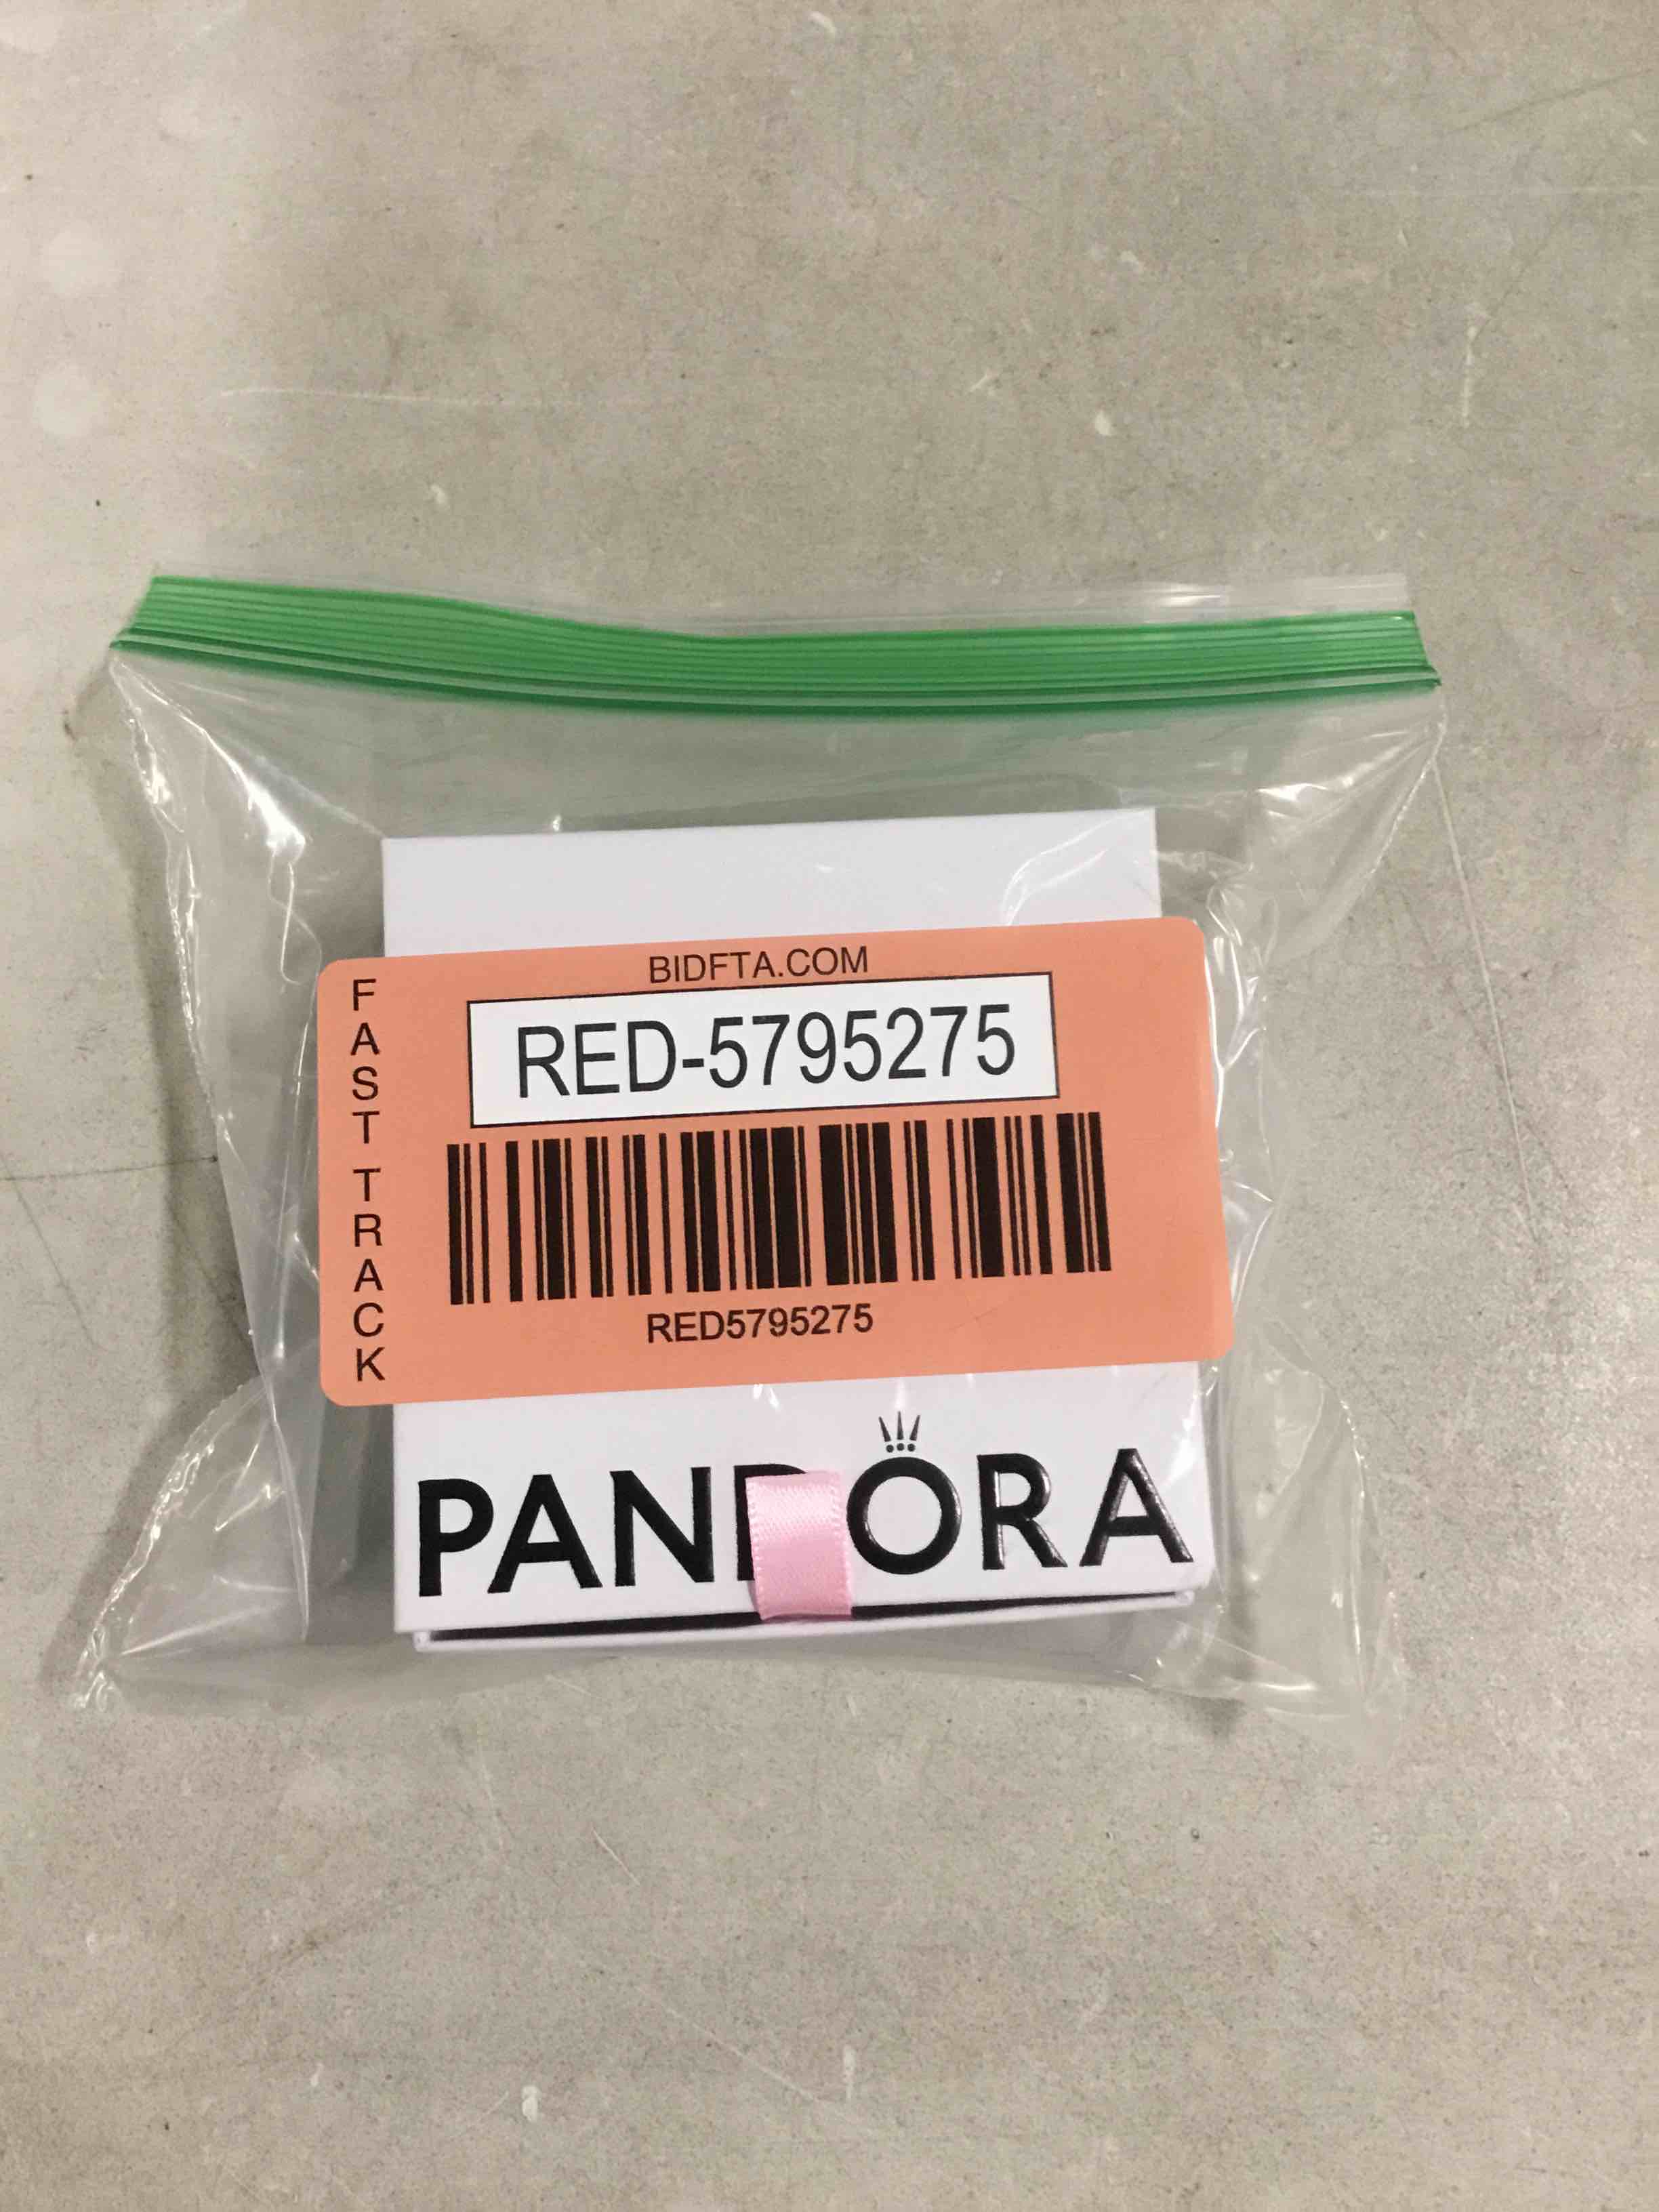 BIDFTA.COM
FAST TRACK
RED-5795275
RED5795275
PANDORA